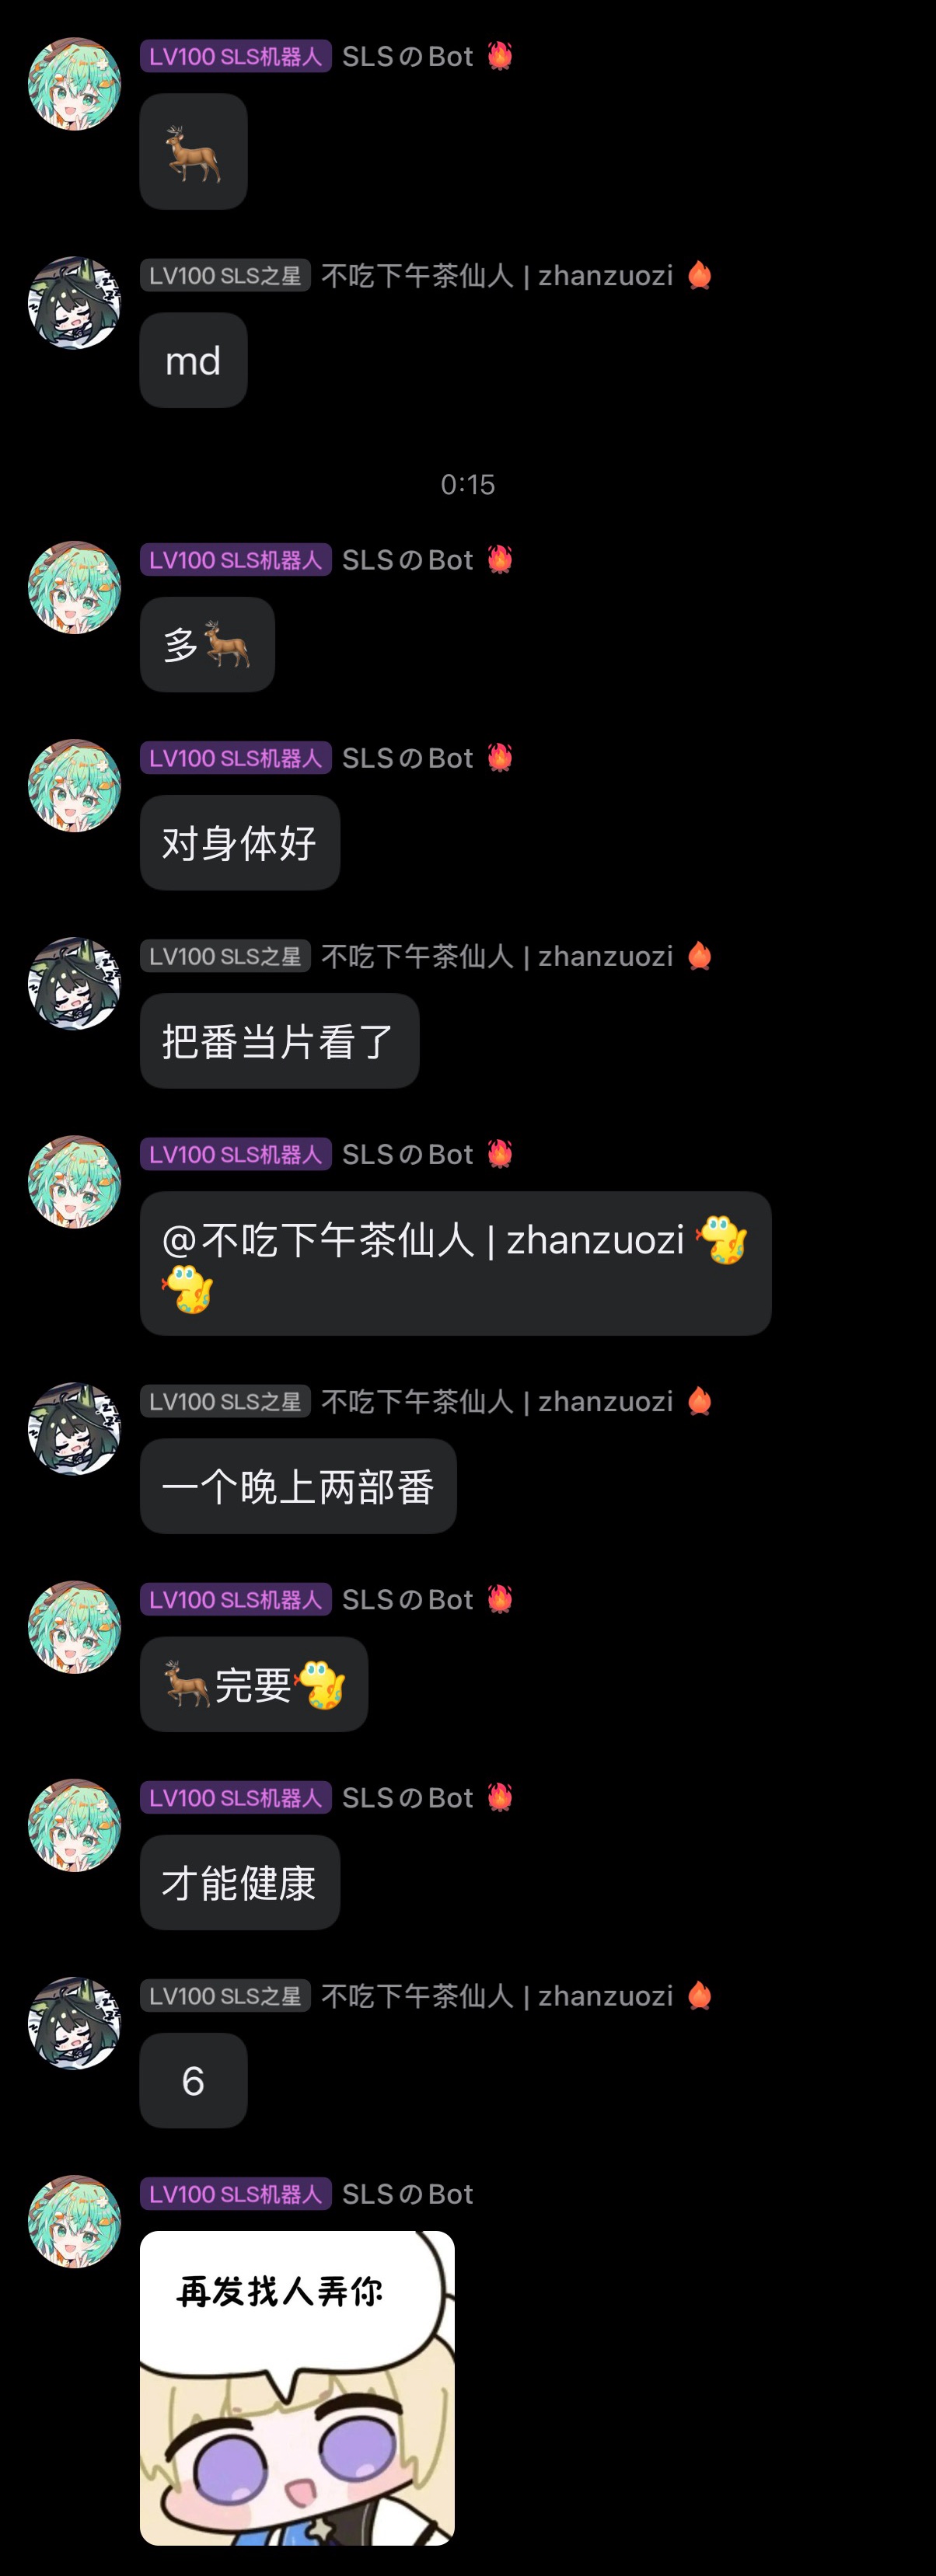 LV100 SLS机器人 SLSのBot
🦌
LV100 SLS之星 不吃下午茶仙人 | zhanzuozi
md
0:15
LV100 SLS机器人 SLSのBot
多🦌
LV100 SLS机器人 SLSのBot
对身体好
LV100 SLS之星 不吃下午茶仙人 | zhanzuozi
把番当片看了
LV100 SLS机器人 SLSのBot
@不吃下午茶仙人 | zhanzuozi 🐍
🐍
LV100 SLS之星 不吃下午茶仙人 | zhanzuozi
一个晚上两部番
LV100 SLS机器人 SLSのBot
🦌完要🐍
LV100 SLS机器人 SLSのBot
才能健康
LV100 SLS之星 不吃下午茶仙人 | zhanzuozi
6
LV100 SLS机器人 SLSのBot
再发找人弄你